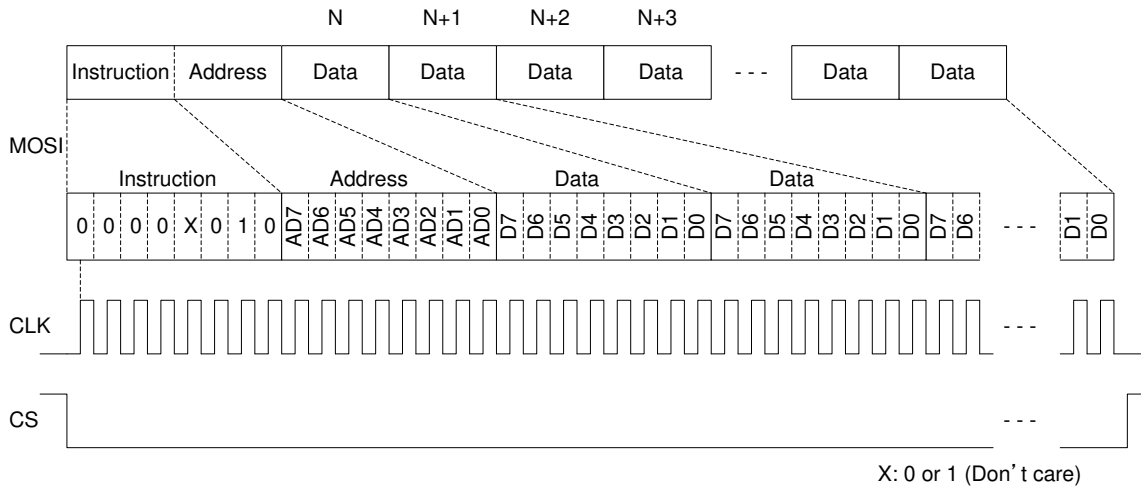 N N+1 N+2 N+3
Instruction Address Data Data Data Data - - - Data Data
MOSI
Instruction Address Data Data
0 0 0 0 X 0 1 0 AD7 AD6 AD5 AD4 AD3 AD2 AD1 AD0 D7 D6 D5 D4 D3 D2 D1 D0 D7 D6 D5 D4 D3 D2 D1 D0 D7 D6 - - - D1 D0
CLK - - -
CS - - -
X: 0 or 1 (Don't care)